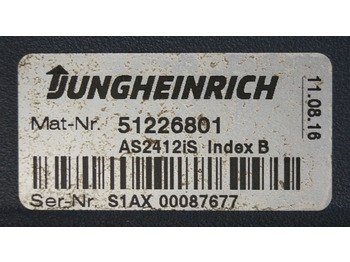 JUNGHEINRICH
Mat-Nr. 51226801
AS2412iS Index B
Ser-Nr. S1AX 00087677
11.08.16